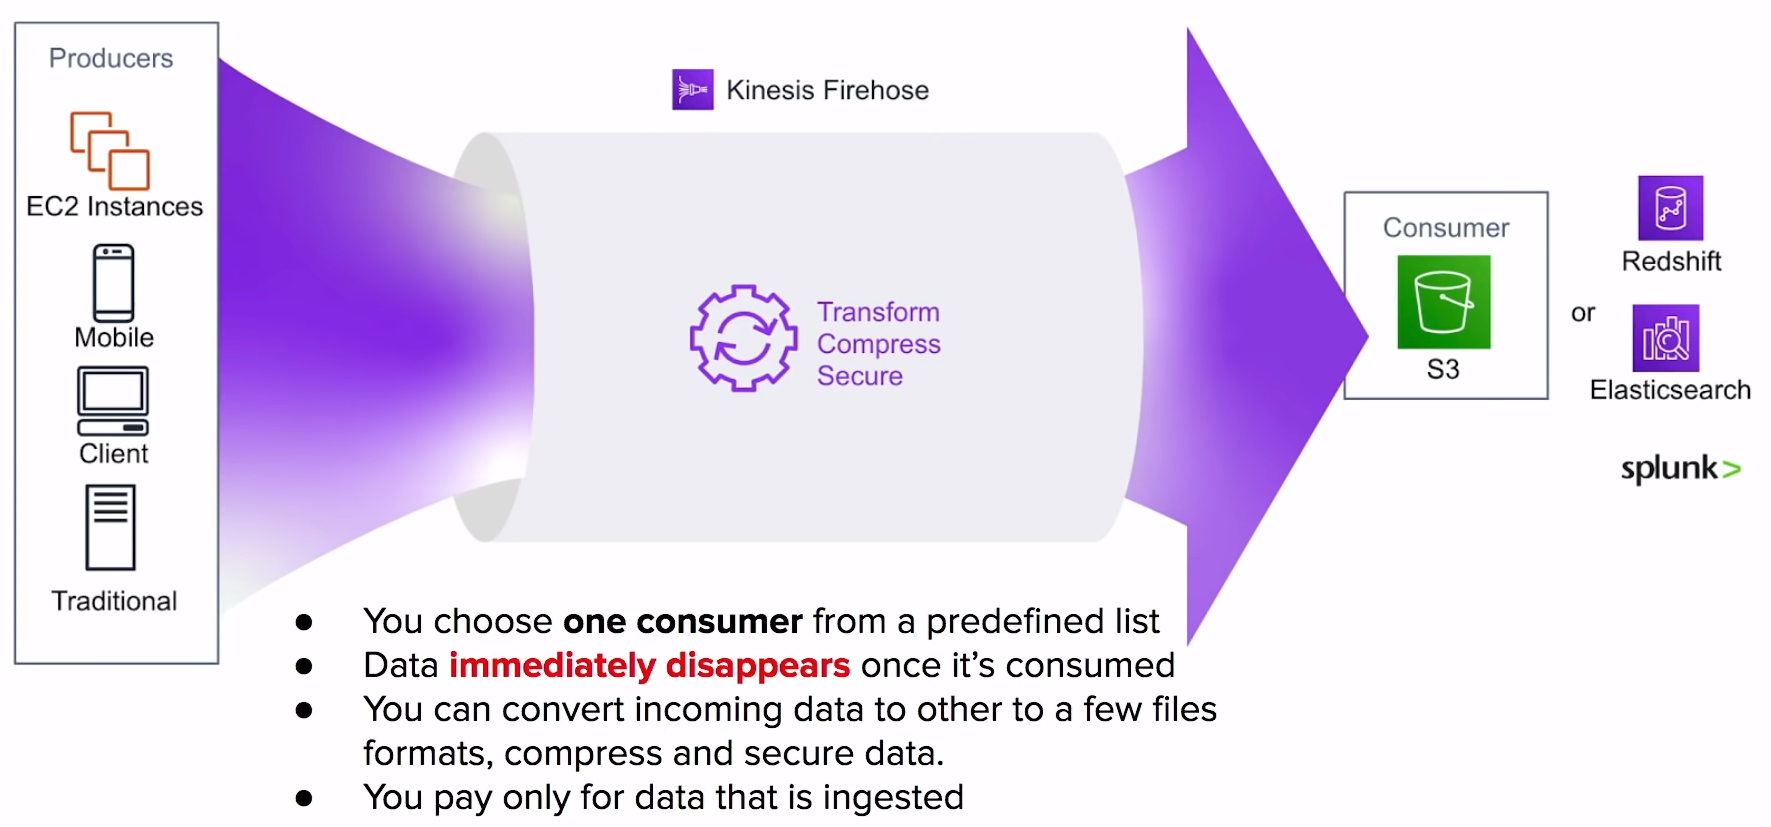 Producers
EC2 Instances
Mobile
Client
Traditional
Kinesis Firehose
Transform
Compress
Secure
Consumer
S3
or
Redshift
Elasticsearch
splunk>
● You choose one consumer from a predefined list
● Data immediately disappears once it’s consumed
● You can convert incoming data to other to a few files
formats, compress and secure data.
● You pay only for data that is ingested